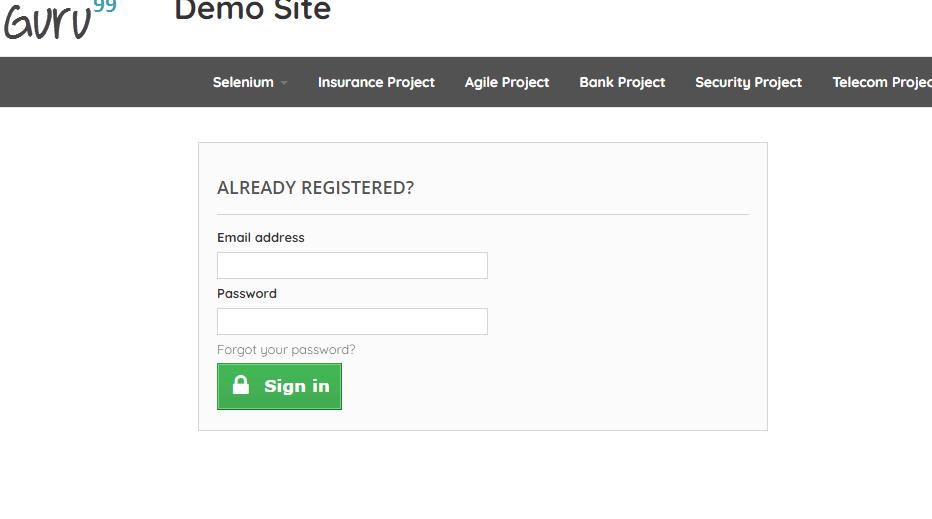 Guru99 Demo Site
Selenium Insurance Project Agile Project Bank Project Security Project Telecom Projec
ALREADY REGISTERED?
Email address
Password
Forgot your password?
Sign in